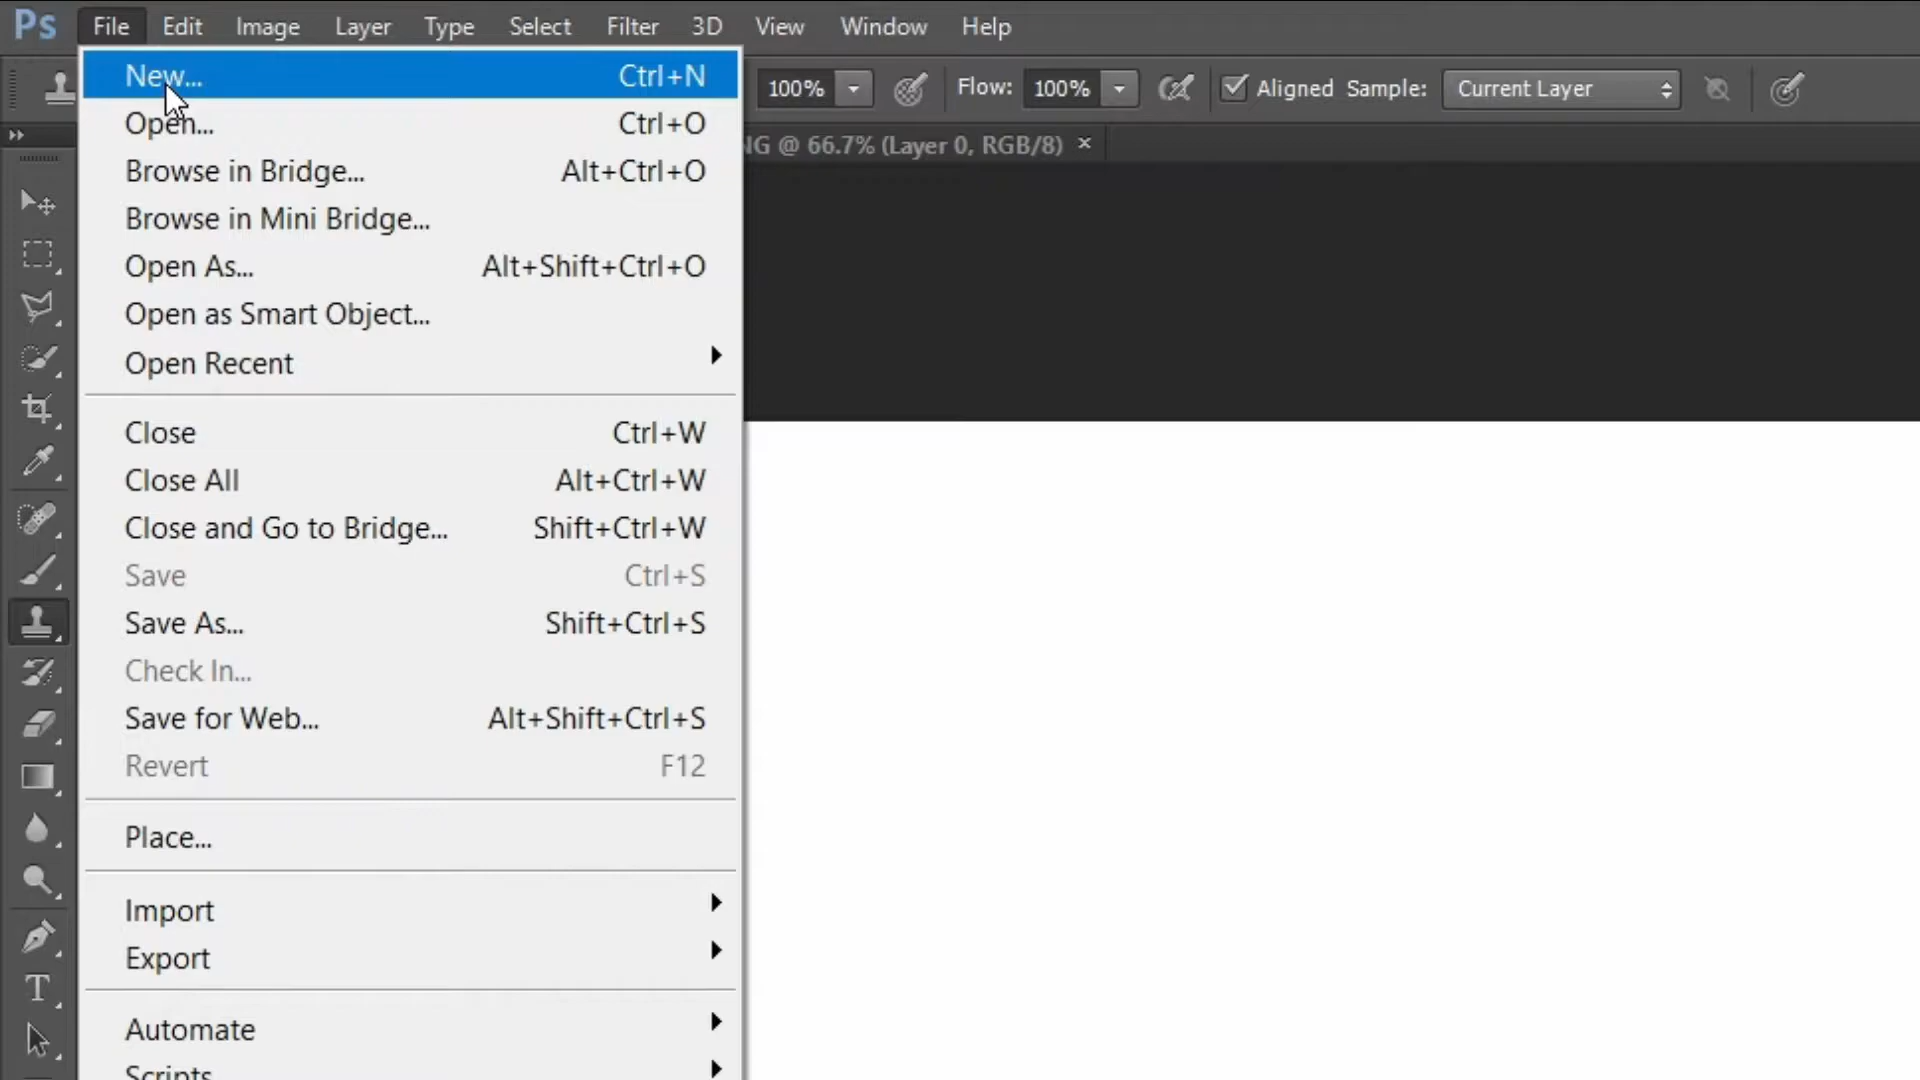 Ps File Edit Image Layer Type Select Filter 3D View Window Help
100% Flow: 100% Aligned Sample: Current Layer
NG @ 66.7% (Layer 0, RGB/8) ×
New... Ctrl+N
Open... Ctrl+O
Browse in Bridge... Alt+Ctrl+O
Browse in Mini Bridge...
Open As... Alt+Shift+Ctrl+O
Open as Smart Object...
Open Recent
Close Ctrl+W
Close All Alt+Ctrl+W
Close and Go to Bridge... Shift+Ctrl+W
Save Ctrl+S
Save As... Shift+Ctrl+S
Check In...
Save for Web... Alt+Shift+Ctrl+S
Revert F12
Place...
Import
Export
T
Automate
Scripts